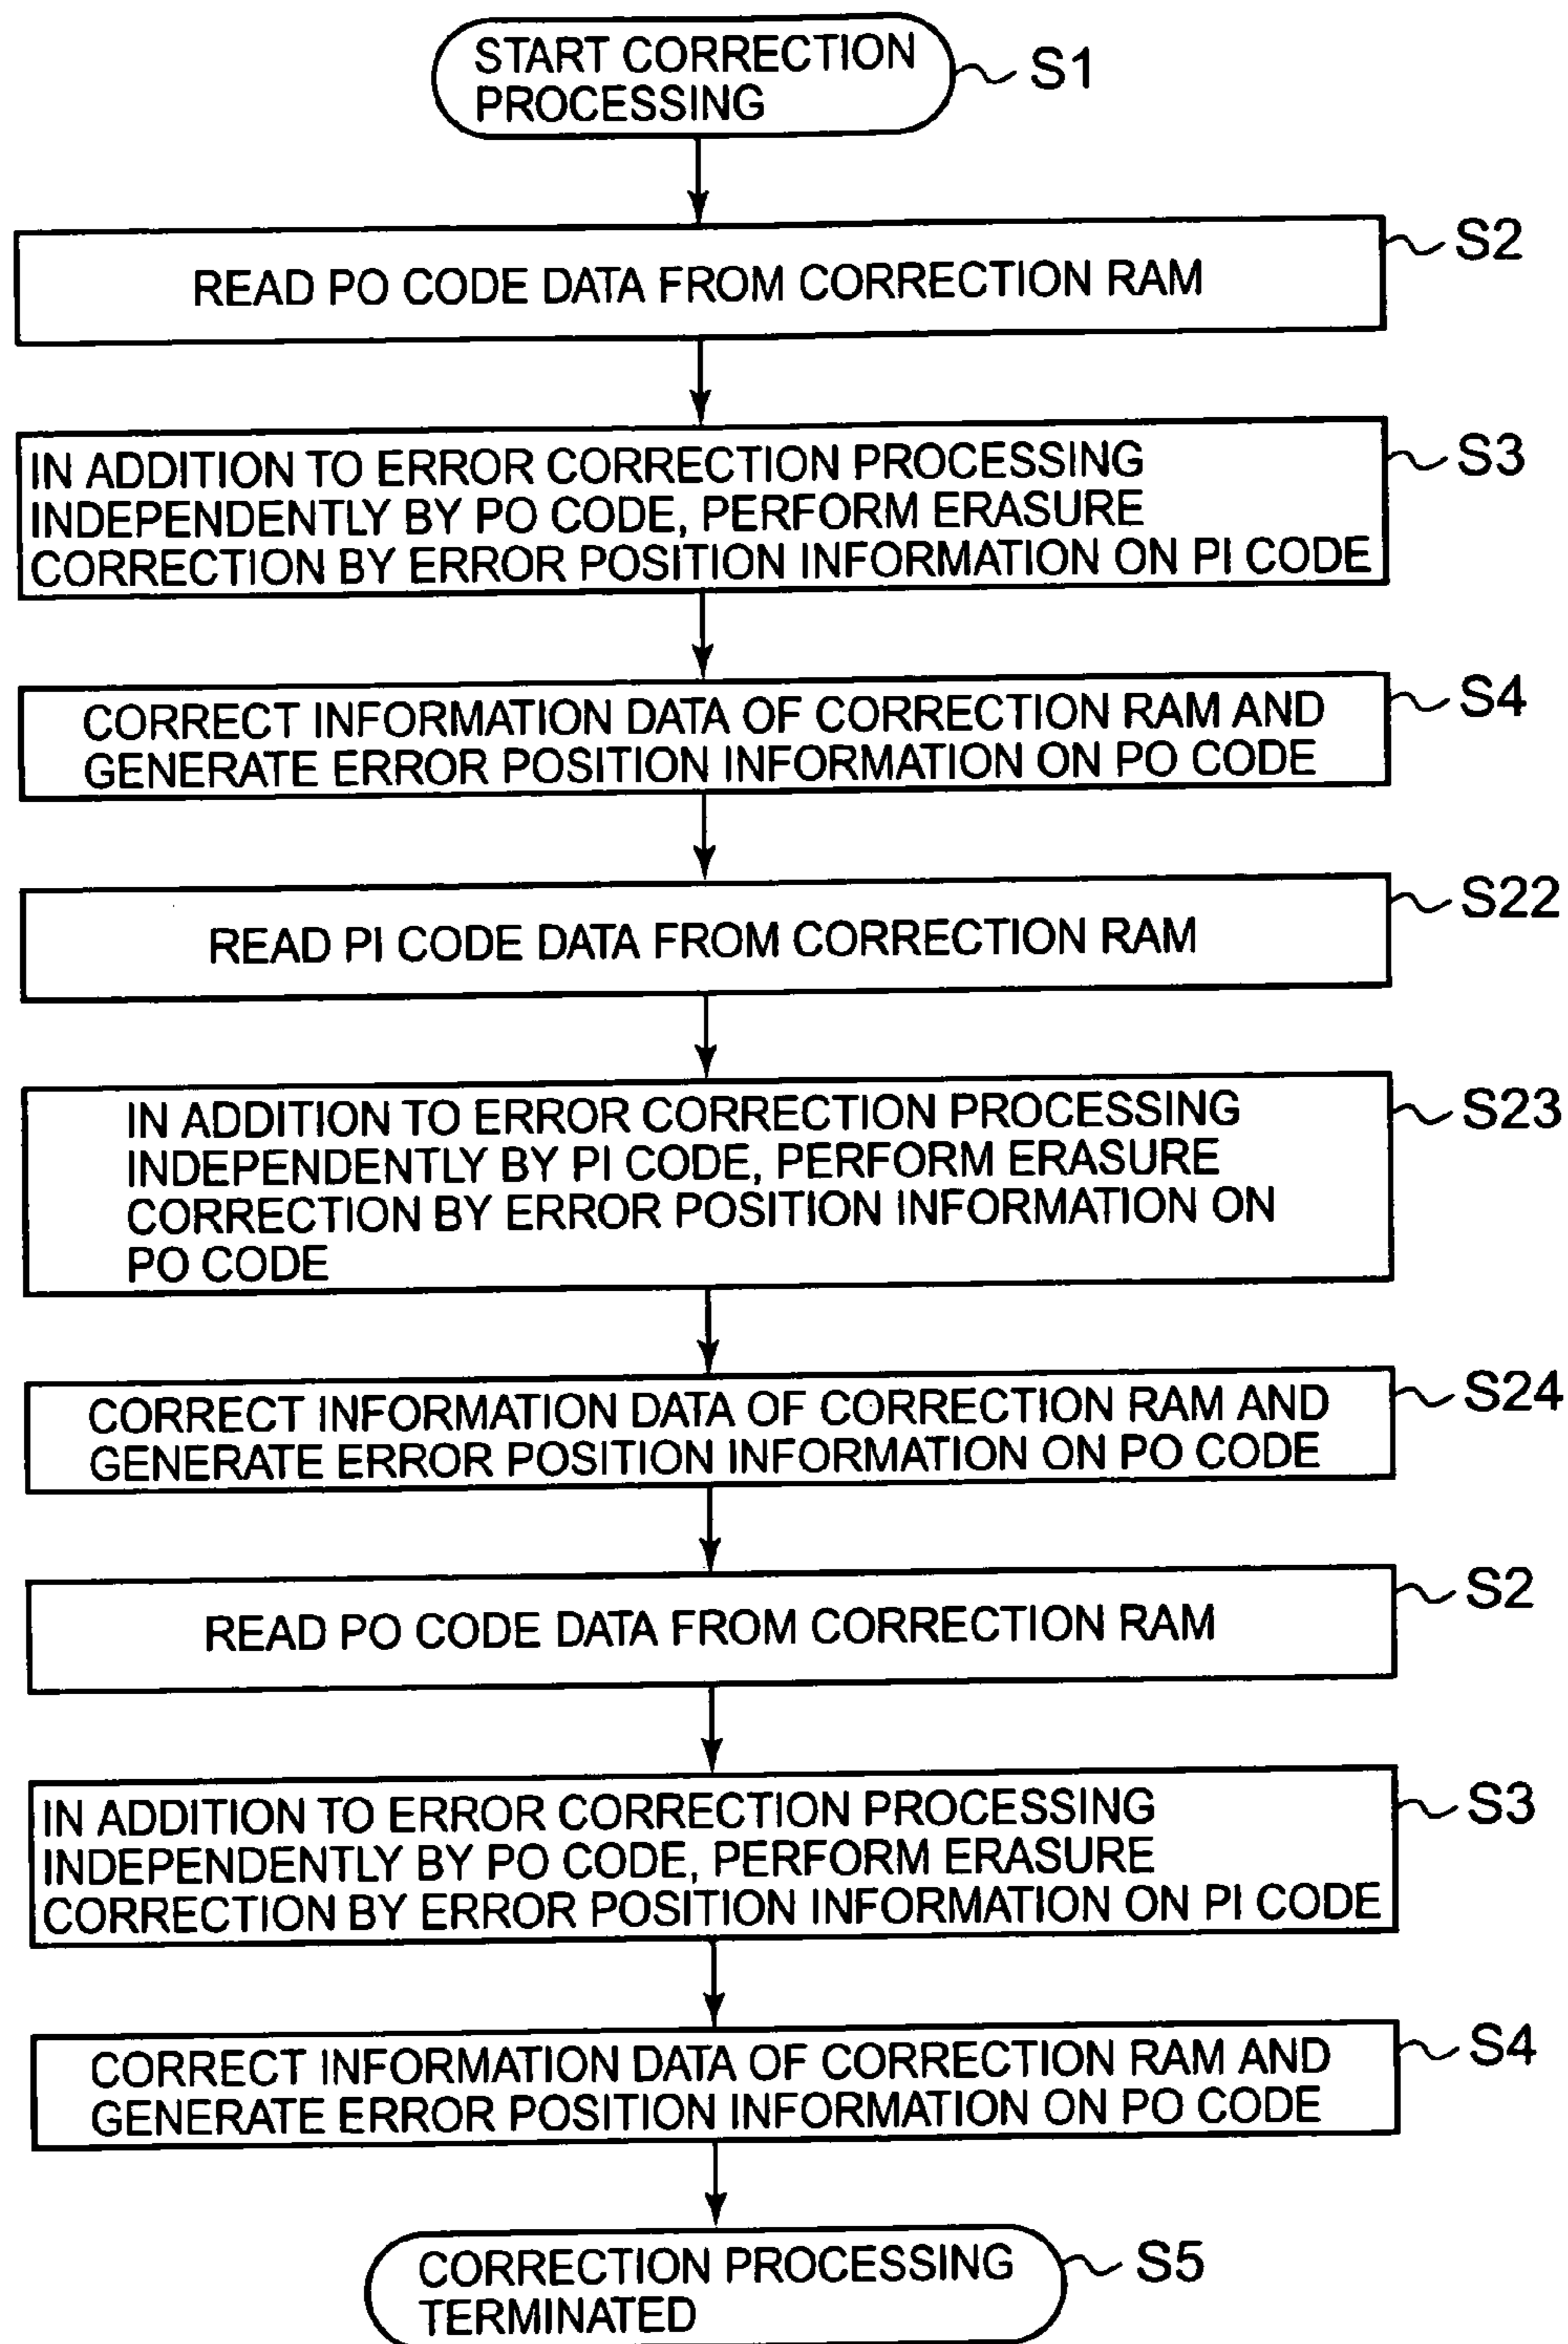 START CORRECTION
PROCESSING
S1
READ PO CODE DATA FROM CORRECTION RAM
S2
IN ADDITION TO ERROR CORRECTION PROCESSING
INDEPENDENTLY BY PO CODE, PERFORM ERASURE
CORRECTION BY ERROR POSITION INFORMATION ON PI CODE
S3
CORRECT INFORMATION DATA OF CORRECTION RAM AND
GENERATE ERROR POSITION INFORMATION ON PO CODE
S4
READ PI CODE DATA FROM CORRECTION RAM
S22
IN ADDITION TO ERROR CORRECTION PROCESSING
INDEPENDENTLY BY PI CODE, PERFORM ERASURE
CORRECTION BY ERROR POSITION INFORMATION ON
PO CODE
S23
CORRECT INFORMATION DATA OF CORRECTION RAM AND
GENERATE ERROR POSITION INFORMATION ON PO CODE
S24
READ PO CODE DATA FROM CORRECTION RAM
S2
IN ADDITION TO ERROR CORRECTION PROCESSING
INDEPENDENTLY BY PO CODE, PERFORM ERASURE
CORRECTION BY ERROR POSITION INFORMATION ON PI CODE
S3
CORRECT INFORMATION DATA OF CORRECTION RAM AND
GENERATE ERROR POSITION INFORMATION ON PO CODE
S4
CORRECTION PROCESSING
TERMINATED
S5